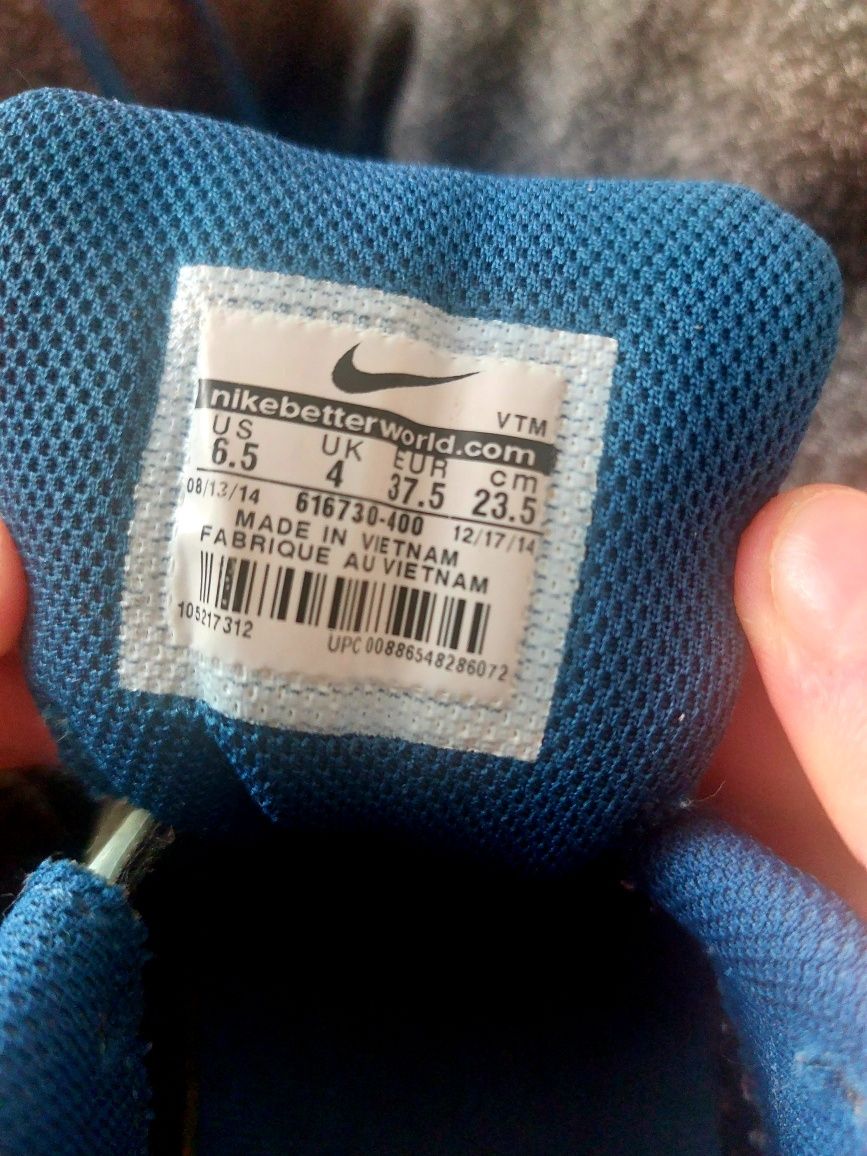 VTM
nikebetterworld.com
US UK EUR cm
6.5 4 37.5 23.5
08/13/14 616730-400 12/17/14
MADE IN VIETNAM
FABRIQUE AU VIETNAM
105217312
UPC 00886548286072